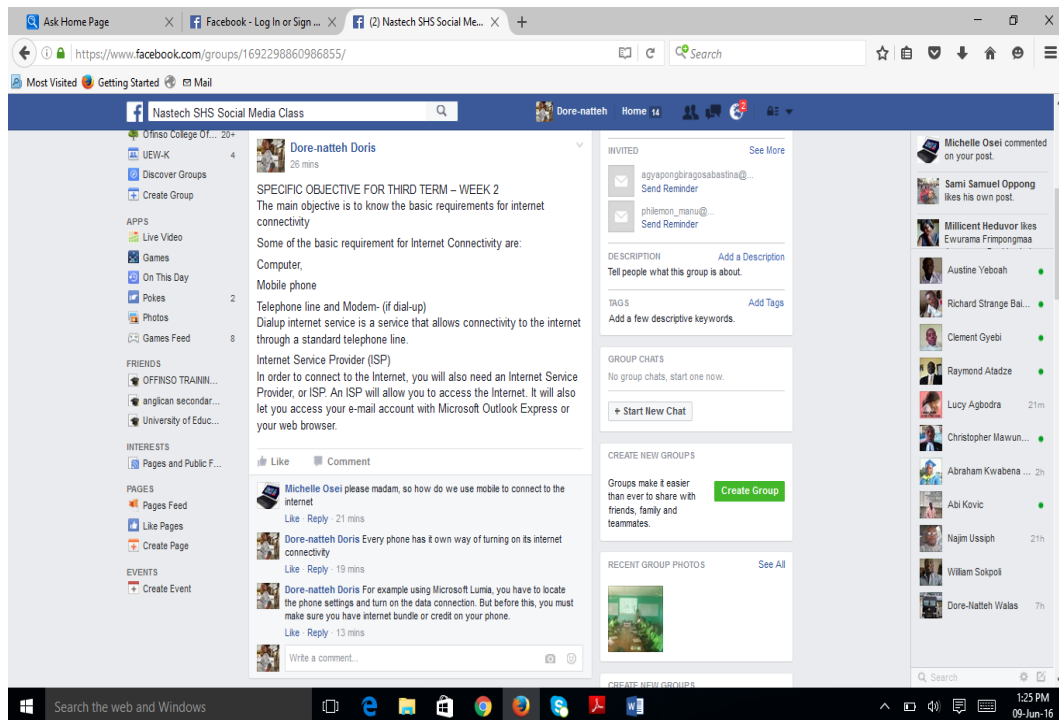 Ask Home Page
Facebook - Log In or Sign ...
(2) Nastech SHS Social Me...
https://www.facebook.com/groups/1692298860986855/
Search
Most Visited
Getting Started
Mail
Nastech SHS Social Media Class
Dore-natteh
Home 14
2
Ofinso College Of... 20+
UEW-K 4
Discover Groups
Create Group
APPS
Live Video
Games
On This Day
Pokes 2
Photos
Games Feed 8
FRIENDS
OFFINSO TRAININ...
anglican secondar...
University of Educ...
INTERESTS
Pages and Public F...
PAGES
Pages Feed
Like Pages
Create Page
EVENTS
Create Event
Dore-natteh Doris
26 mins
SPECIFIC OBJECTIVE FOR THIRD TERM – WEEK 2
The main objective is to know the basic requirements for internet
connectivity
Some of the basic requirement for Internet Connectivity are:
Computer,
Mobile phone
Telephone line and Modem- (if dial-up)
Dialup internet service is a service that allows connectivity to the internet
through a standard telephone line.
Internet Service Provider (ISP)
In order to connect to the Internet, you will also need an Internet Service
Provider, or ISP. An ISP will allow you to access the Internet. It will also
let you access your e-mail account with Microsoft Outlook Express or
your web browser.
Like Comment
Michelle Osei please madam, so how do we use mobile to connect to the
internet
Like · Reply · 21 mins
Dore-natteh Doris Every phone has it own way of turning on its internet
connectivity
Like · Reply · 19 mins
Dore-natteh Doris For example using Microsoft Lumia, you have to locate
the phone settings and turn on the data connection. But before this, you must
make sure you have internet bundle or credit on your phone.
Like · Reply · 13 mins
Write a comment...
INVITED See More
agyapongbiragosabastina@...
Send Reminder
philemon_manu@...
Send Reminder
DESCRIPTION Add a Description
Tell people what this group is about.
TAGS Add Tags
Add a few descriptive keywords.
GROUP CHATS
No group chats, start one now.
+ Start New Chat
CREATE NEW GROUPS
Groups make it easier
than ever to share with
friends, family and
teammates.
Create Group
RECENT GROUP PHOTOS See All
CREATE NEW GROUPS
Michelle Osei commented
on your post.
Sami Samuel Oppong
likes his own post.
Millicent Heduvor likes
Ewurama Frimpongmaa
Austine Yeboah
Richard Strange Bai...
Clement Gyebi
Raymond Atadze
Lucy Agbodra 21m
Christopher Mawun...
Abraham Kwabena ... 2h
Abi Kovic
Najim Ussiph 21h
William Sokpoli
Dore-Natteh Walas 7h
Search
Search the web and Windows
1:25 PM
09-Jun-16